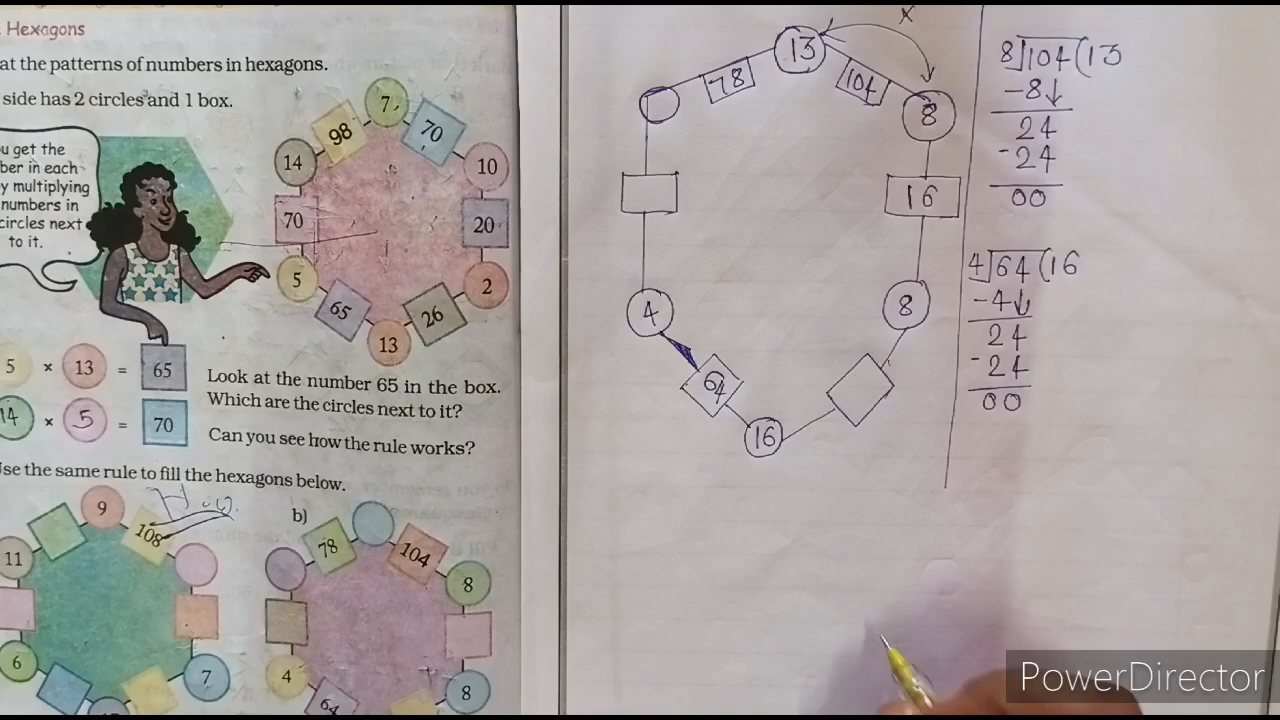 Hexagons
at the patterns of numbers in hexagons.
side has 2 circles and 1 box.
u get the
ber in each
y multiplying
numbers in
circles next
to it.
7
98
70
14
10
70
20
5
2
65
26
13
5 × 13 = 65
14 × 5 = 70
Look at the number 65 in the box.
Which are the circles next to it?
Can you see how the rule works?
Use the same rule to fill the hexagons below.
9
108
11
6
7
b)
78
104
8
4
8
64
13
×
78
104
8
16
4
8
64
16
8)104(13
-8↓
24
-24
00
4)64(16
-4↓
24
-24
00
PowerDirector